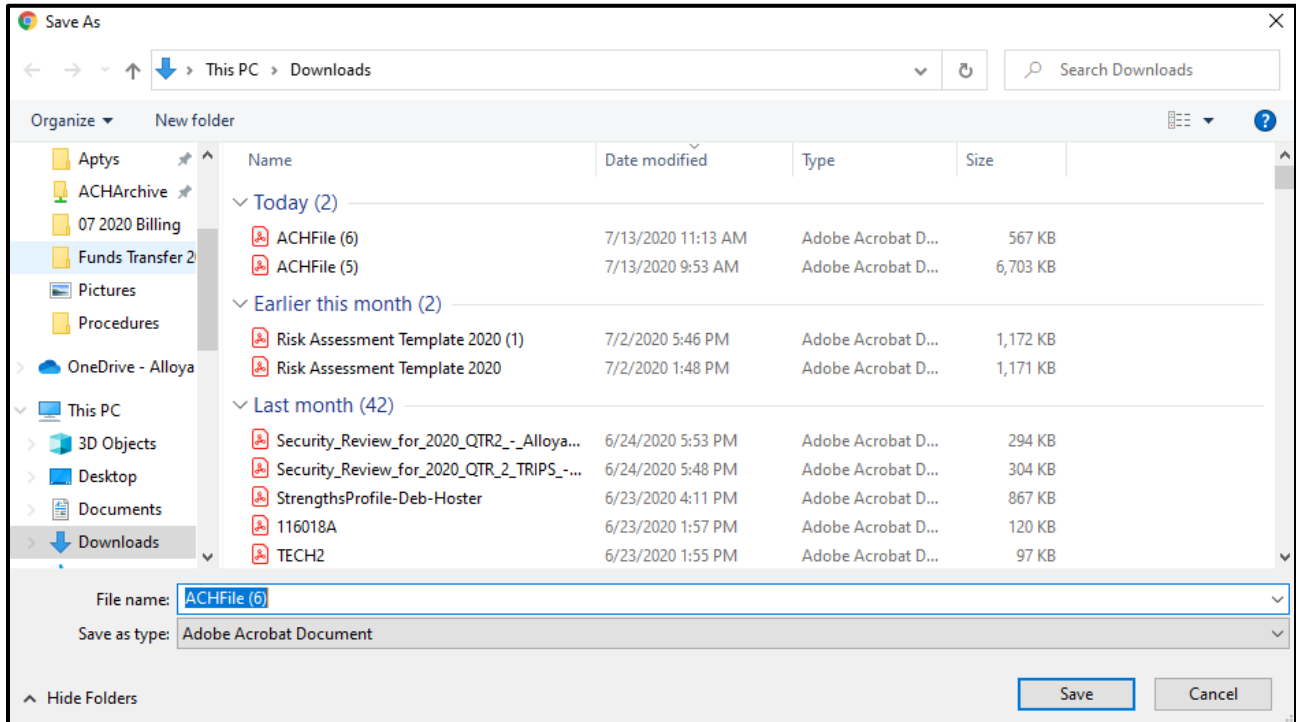 Save As
This PC > Downloads
Search Downloads
Organize New folder
Name Date modified Type Size
Aptys
ACHArchive
07 2020 Billing
Funds Transfer 2
Pictures
Procedures
OneDrive - Alloya
This PC
3D Objects
Desktop
Documents
Downloads
Today (2)
ACHFile (6) 7/13/2020 11:13 AM Adobe Acrobat D... 567 KB
ACHFile (5) 7/13/2020 9:53 AM Adobe Acrobat D... 6,703 KB
Earlier this month (2)
Risk Assessment Template 2020 (1) 7/2/2020 5:46 PM Adobe Acrobat D... 1,172 KB
Risk Assessment Template 2020 7/2/2020 1:48 PM Adobe Acrobat D... 1,171 KB
Last month (42)
Security_Review_for_2020_QTR2_-_Alloya... 6/24/2020 5:53 PM Adobe Acrobat D... 294 KB
Security_Review_for_2020_QTR_2_TRIPS_-... 6/24/2020 5:48 PM Adobe Acrobat D... 304 KB
StrengthsProfile-Deb-Hoster 6/23/2020 4:11 PM Adobe Acrobat D... 867 KB
116018A 6/23/2020 1:57 PM Adobe Acrobat D... 120 KB
TECH2 6/23/2020 1:55 PM Adobe Acrobat D... 97 KB
File name: ACHFile (6)
Save as type: Adobe Acrobat Document
Hide Folders Save Cancel